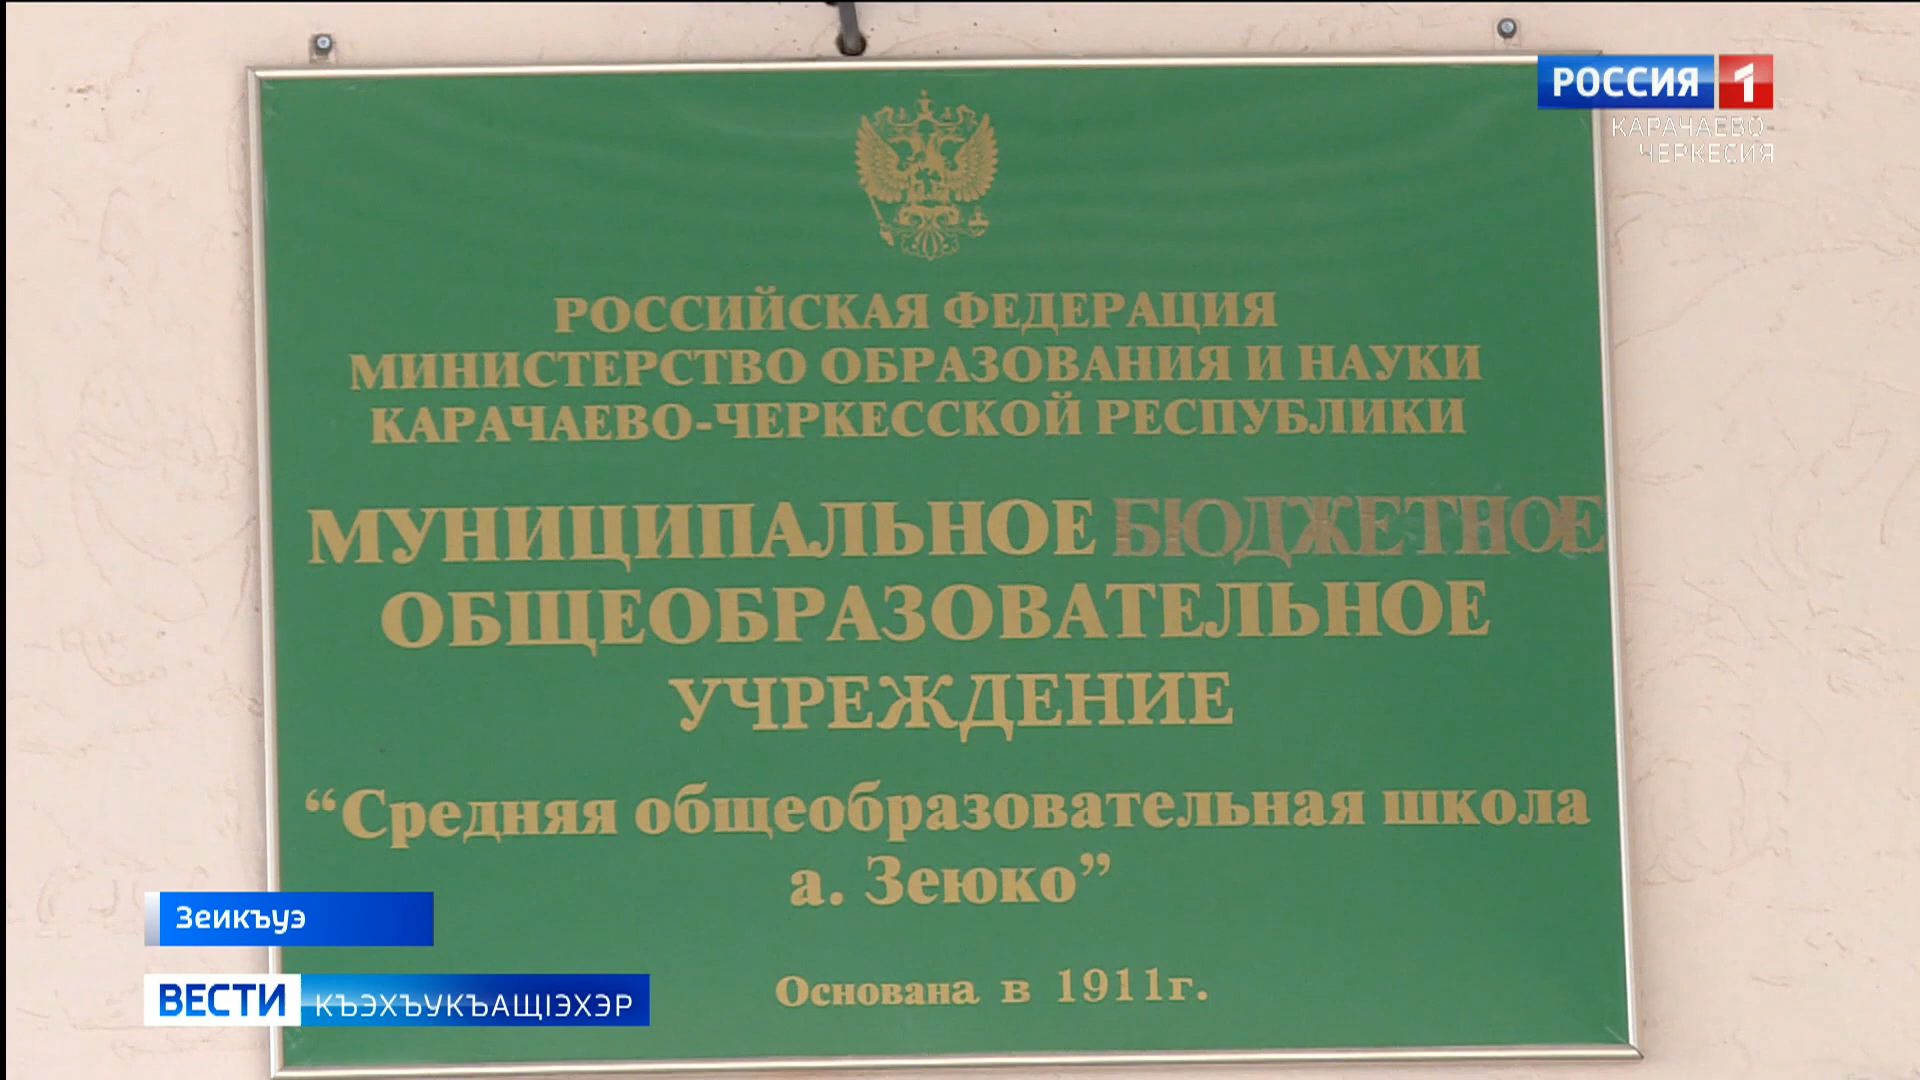 РОССИЯ 1
КАРАЧАЕВО-
ЧЕРКЕСИЯ
РОССИЙСКАЯ ФЕДЕРАЦИЯ
МИНИСТЕРСТВО ОБРАЗОВАНИЯ И НАУКИ
КАРАЧАЕВО-ЧЕРКЕССКОЙ РЕСПУБЛИКИ
МУНИЦИПАЛЬНОЕ БЮДЖЕТНОЕ
ОБЩЕОБРАЗОВАТЕЛЬНОЕ
УЧРЕЖДЕНИЕ
“Средняя общеобразовательная школа
а. Зеюко”
Основана в 1911г.
Зеикъуэ
ВЕСТИ КЪЭХЪУКЪАЩIЭХЭР